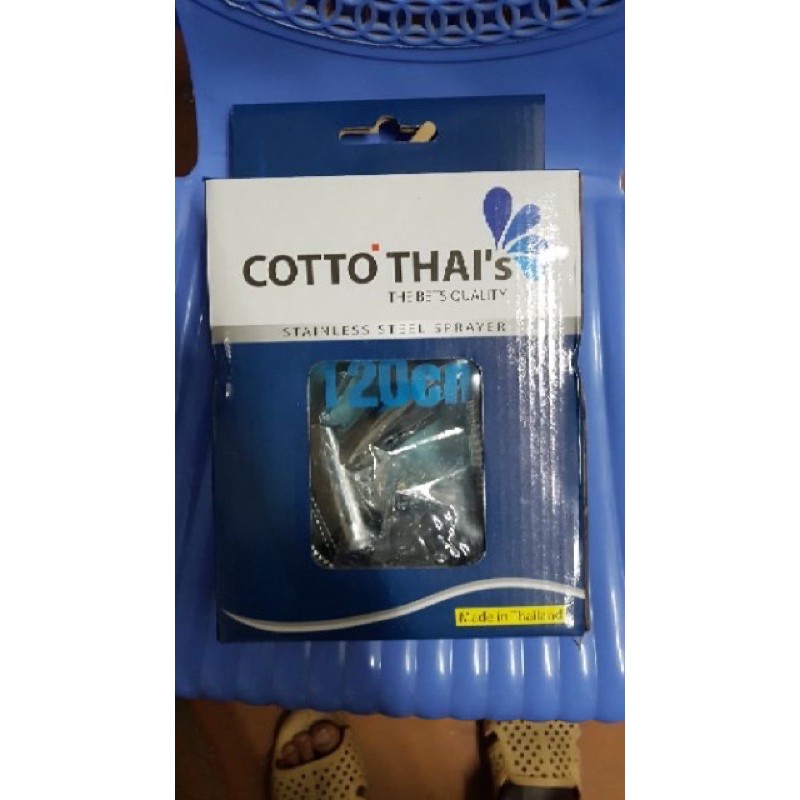 COTTO THAI's
THE BETS QUALITY
STAINLESS STEEL SPRAYER
120cm
Made in Thailand